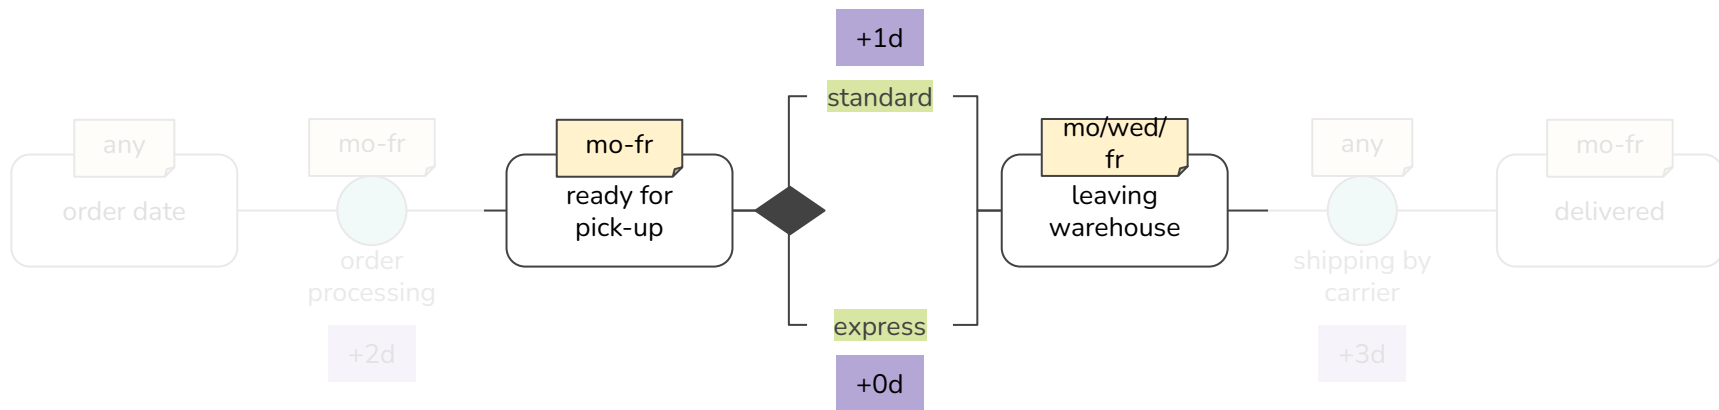 +1d
standard
any
order date
mo-fr
order
processing
+2d
mo-fr
ready for
pick-up
mo/wed/
fr
leaving
warehouse
any
shipping by
carrier
+3d
mo-fr
delivered
express
+0d